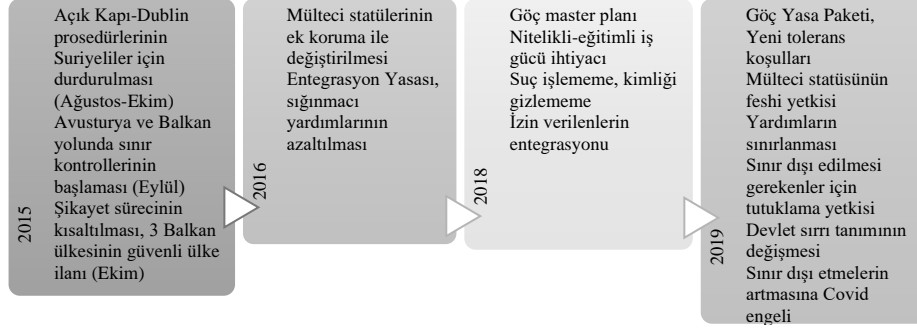 2015
Açık Kapı-Dublin
prosedürlerinin
Suriyeliler için
durdurulması
(Ağustos-Ekim)
Avusturya ve Balkan
yolunda sınır
kontrollerinin
başlaması (Eylül)
Şikayet sürecinin
kısaltılması, 3 Balkan
ülkesinin güvenli ülke
ilanı (Ekim)
2016
Mülteci statülerinin
ek koruma ile
değiştirilmesi
Entegrasyon Yasası,
sığınmacı
yardımlarının
azaltılması
2018
Göç master planı
Nitelikli-eğitimli iş
gücü ihtiyacı
Suç işlememe, kimliği
gizlememe
İzin verilenlerin
entegrasyonu
2019
Göç Yasa Paketi,
Yeni tolerans
koşulları
Mülteci statüsünün
feshi yetkisi
Yardımların
sınırlanması
Sınır dışı edilmesi
gerekenler için
tutuklama yetkisi
Devlet sırrı tanımının
değişmesi
Sınır dışı etmelerin
artmasına Covid
engeli